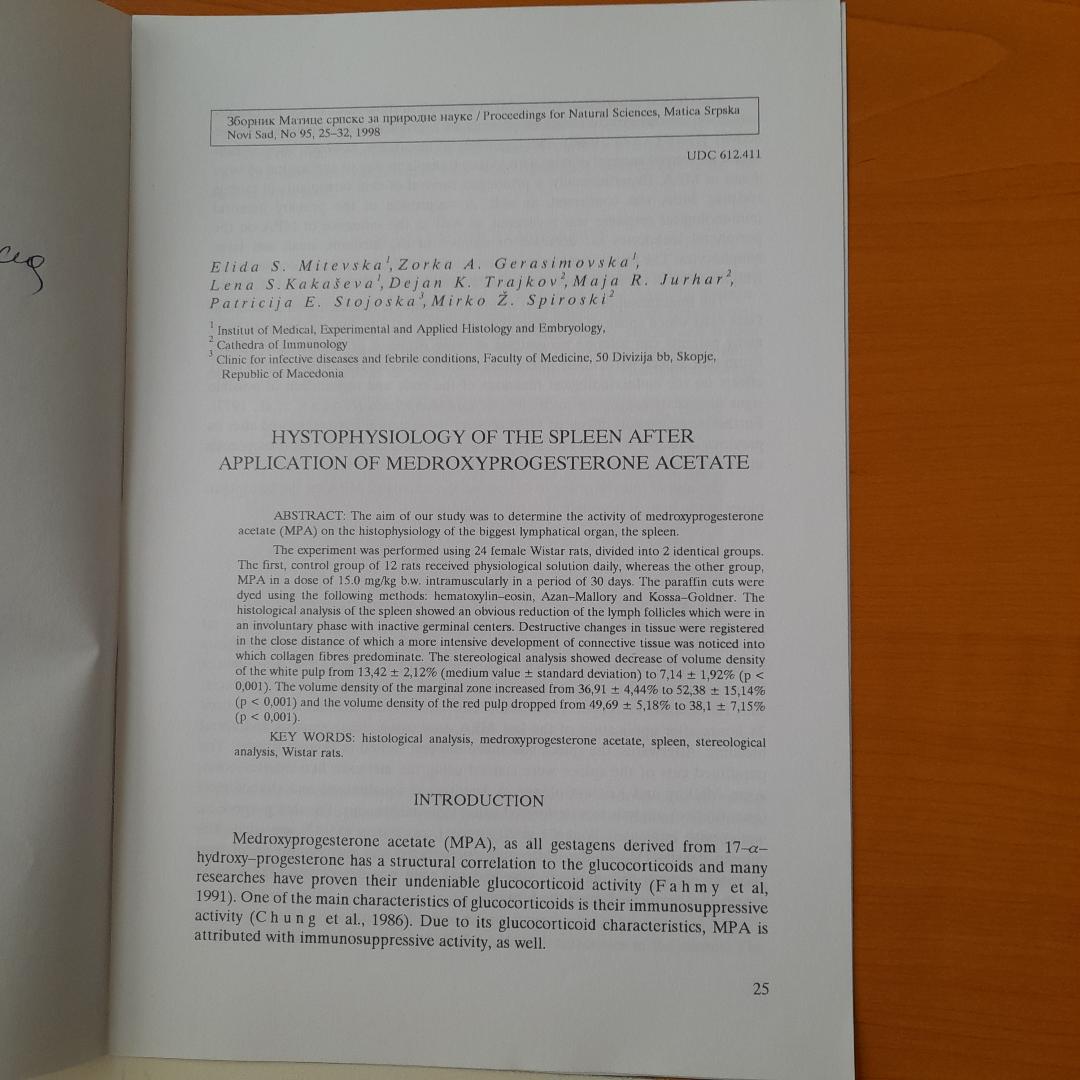 Зборник Матице српске за природне науке / Proceedings for Natural Sciences, Matica Srpska
Novi Sad, No 95, 25–32, 1998
UDC 612.411
Elida S. Mitevska¹, Zorka A. Gerasimovska¹,
Lena S. Kakaševa¹, Dejan K. Trajkov², Maja R. Jurhar²,
Patricija E. Stojoska³, Mirko Ž. Spiroski²
¹ Institut of Medical, Experimental and Applied Histology and Embryology,
² Cathedra of Immunology
³ Clinic for infective diseases and febrile conditions, Faculty of Medicine, 50 Divizija bb, Skopje,
Republic of Macedonia
HYSTOPHYSIOLOGY OF THE SPLEEN AFTER
APPLICATION OF MEDROXYPROGESTERONE ACETATE
ABSTRACT: The aim of our study was to determine the activity of medroxyprogesterone
acetate (MPA) on the histophysiology of the biggest lymphatical organ, the spleen.
The experiment was performed using 24 female Wistar rats, divided into 2 identical groups.
The first, control group of 12 rats received physiological solution daily, whereas the other group,
MPA in a dose of 15.0 mg/kg b.w. intramuscularly in a period of 30 days. The paraffin cuts were
dyed using the following methods: hematoxylin–eosin, Azan–Mallory and Kossa–Goldner. The
histological analysis of the spleen showed an obvious reduction of the lymph follicles which were in
an involuntary phase with inactive germinal centers. Destructive changes in tissue were registered
in the close distance of which a more intensive development of connective tissue was noticed into
which collagen fibres predominate. The stereological analysis showed decrease of volume density
of the white pulp from 13,42 ± 2,12% (medium value ± standard deviation) to 7,14 ± 1,92% (p <
0,001). The volume density of the marginal zone increased from 36,91 ± 4,44% to 52,38 ± 15,14%
(p < 0,001) and the volume density of the red pulp dropped from 49,69 ± 5,18% to 38,1 ± 7,15%
(p < 0,001).
KEY WORDS: histological analysis, medroxyprogesterone acetate, spleen, stereological
analysis, Wistar rats.
INTRODUCTION
Medroxyprogesterone acetate (MPA), as all gestagens derived from 17–α–
hydroxy–progesterone has a structural correlation to the glucocorticoids and many
researches have proven their undeniable glucocorticoid activity (Fahmy et al,
1991). One of the main characteristics of glucocorticoids is their immunosuppressive
activity (Chung et al., 1986). Due to its glucocorticoid characteristics, MPA is
attributed with immunosuppressive activity, as well.
25